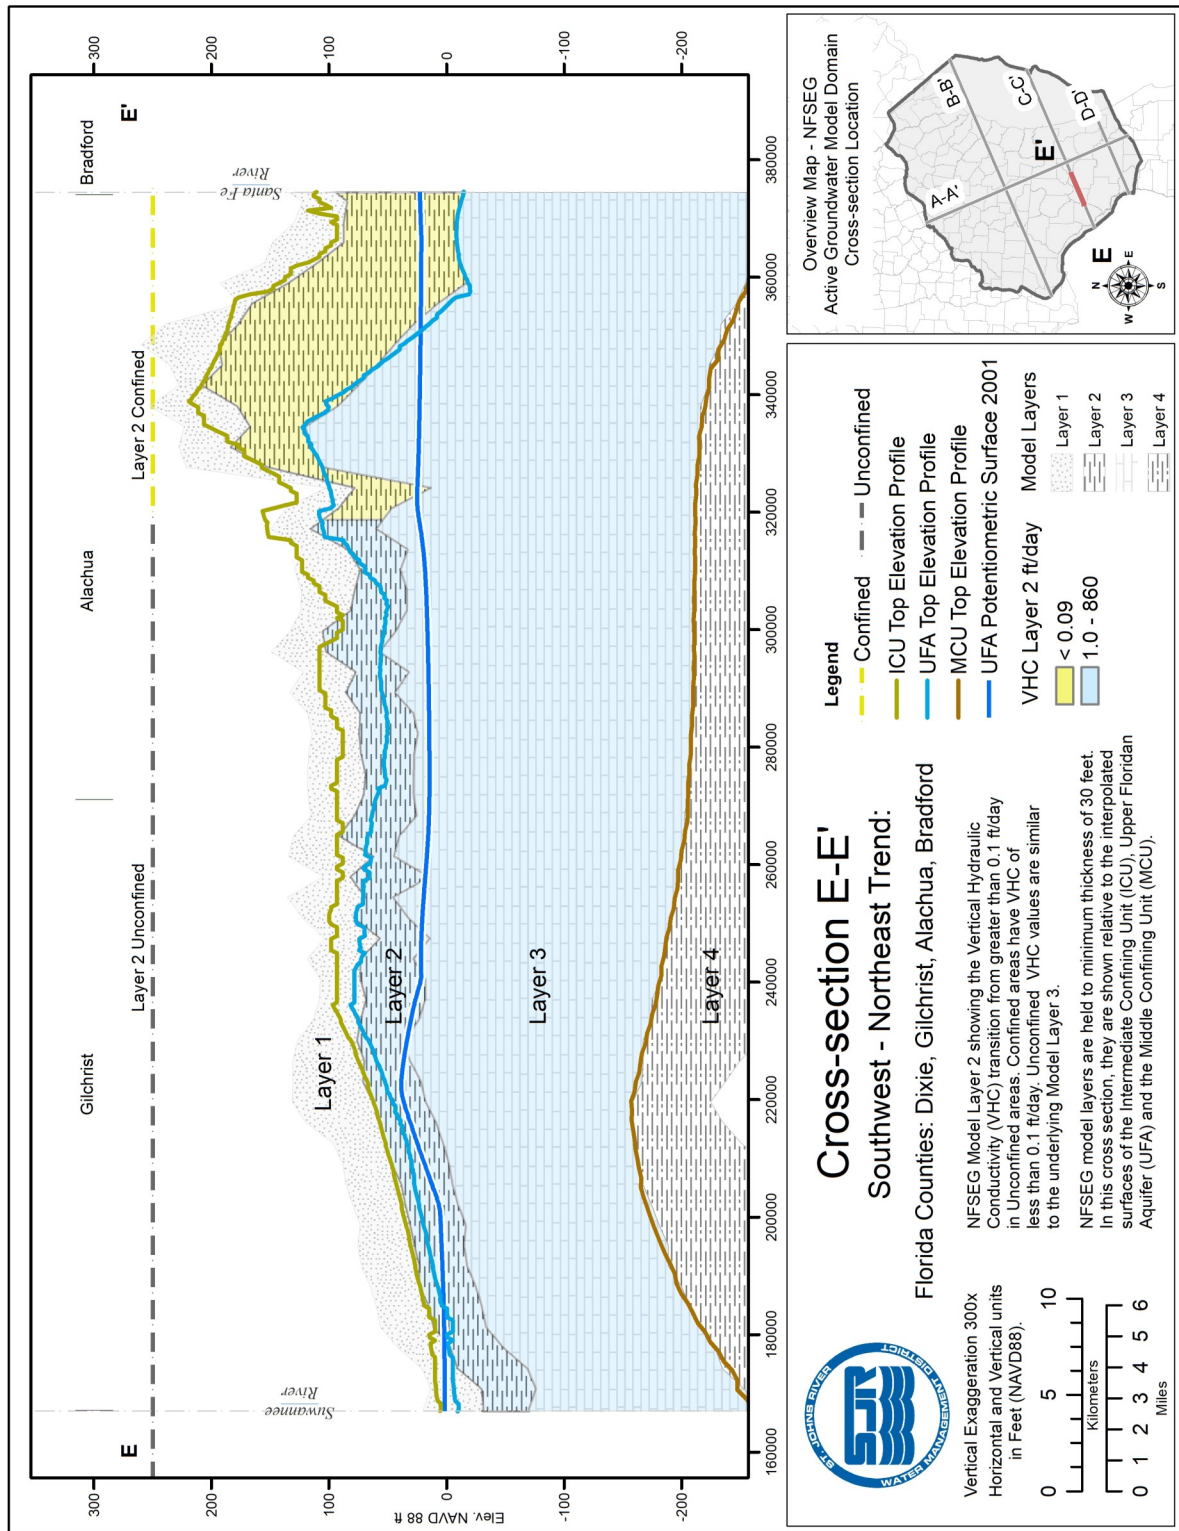 300
200
100
0
-100
-200
Elev. NAVD 88 ft
E
E'
Gilchrist
Alachua
Bradford
Layer 2 Unconfined
Layer 2 Confined
Suwannee
River
Santa Fe
River
Layer 1
Layer 2
Layer 3
Layer 4
300
200
100
0
-100
-200
160000
180000
200000
220000
240000
260000
280000
300000
320000
340000
360000
380000
ST. JOHNS RIVER
SJR
WATER MANAGEMENT DISTRICT
Vertical Exaggeration 300x
Horizontal and Vertical units
in Feet (NAVD88).
0
5
10
Kilometers
0
1
2
3
4
5
6
Miles
Cross-section E-E'
Southwest - Northeast Trend:
Florida Counties: Dixie, Gilchrist, Alachua, Bradford
NFSEG Model Layer 2 showing the Vertical Hydraulic
Conductivity (VHC) transition from greater than 0.1 ft/day
in Unconfined areas. Confined areas have VHC of
less than 0.1 ft/day. Unconfined VHC values are similar
to the underlying Model Layer 3.
NFSEG model layers are held to minimum thickness of 30 feet.
In this cross section, they are shown relative to the interpolated
surfaces of the Intermediate Confining Unit (ICU), Upper Floridan
Aquifer (UFA) and the Middle Confining Unit (MCU).
Legend
Confined
Unconfined
ICU Top Elevation Profile
UFA Top Elevation Profile
MCU Top Elevation Profile
UFA Potentiometric Surface 2001
VHC Layer 2 ft/day
< 0.09
1.0 - 860
Model Layers
Layer 1
Layer 2
Layer 3
Layer 4
Overview Map - NFSEG
Active Groundwater Model Domain
Cross-section Location
A-A'
B-B'
C-C'
D-D'
E
E'
N
W
E
S